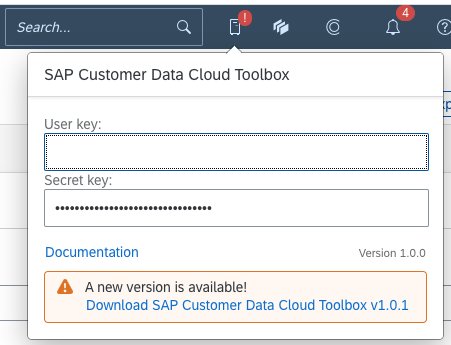 Search...
!
4
SAP Customer Data Cloud Toolbox
User key:
Secret key:
••••••••••••••••••••••••••••••••
Documentation
Version 1.0.0
A new version is available!
Download SAP Customer Data Cloud Toolbox v1.0.1